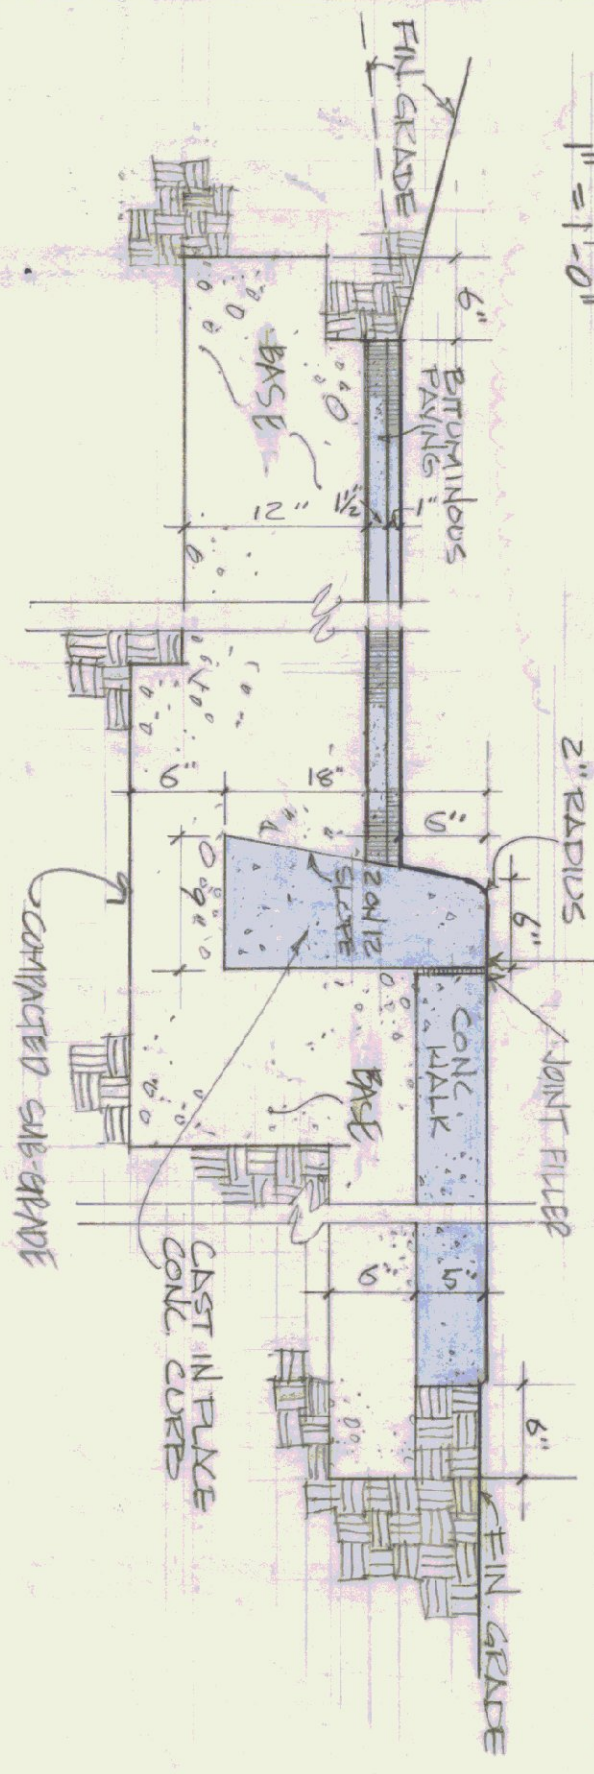 1" = 1'-0"
FIN GRADE
6"
BITUMINOUS
PAVING
BASE
12"
1½"
1"
2" RADIUS
6"
18"
6"
6"
2 ON 12
SLOPE
9"
JOINT FILLER
CONC.
WALK
BASE
COMPACTED SUB-GRADE
CAST IN PLACE
CONC. CURB
6"
5"
6"
FIN. GRADE